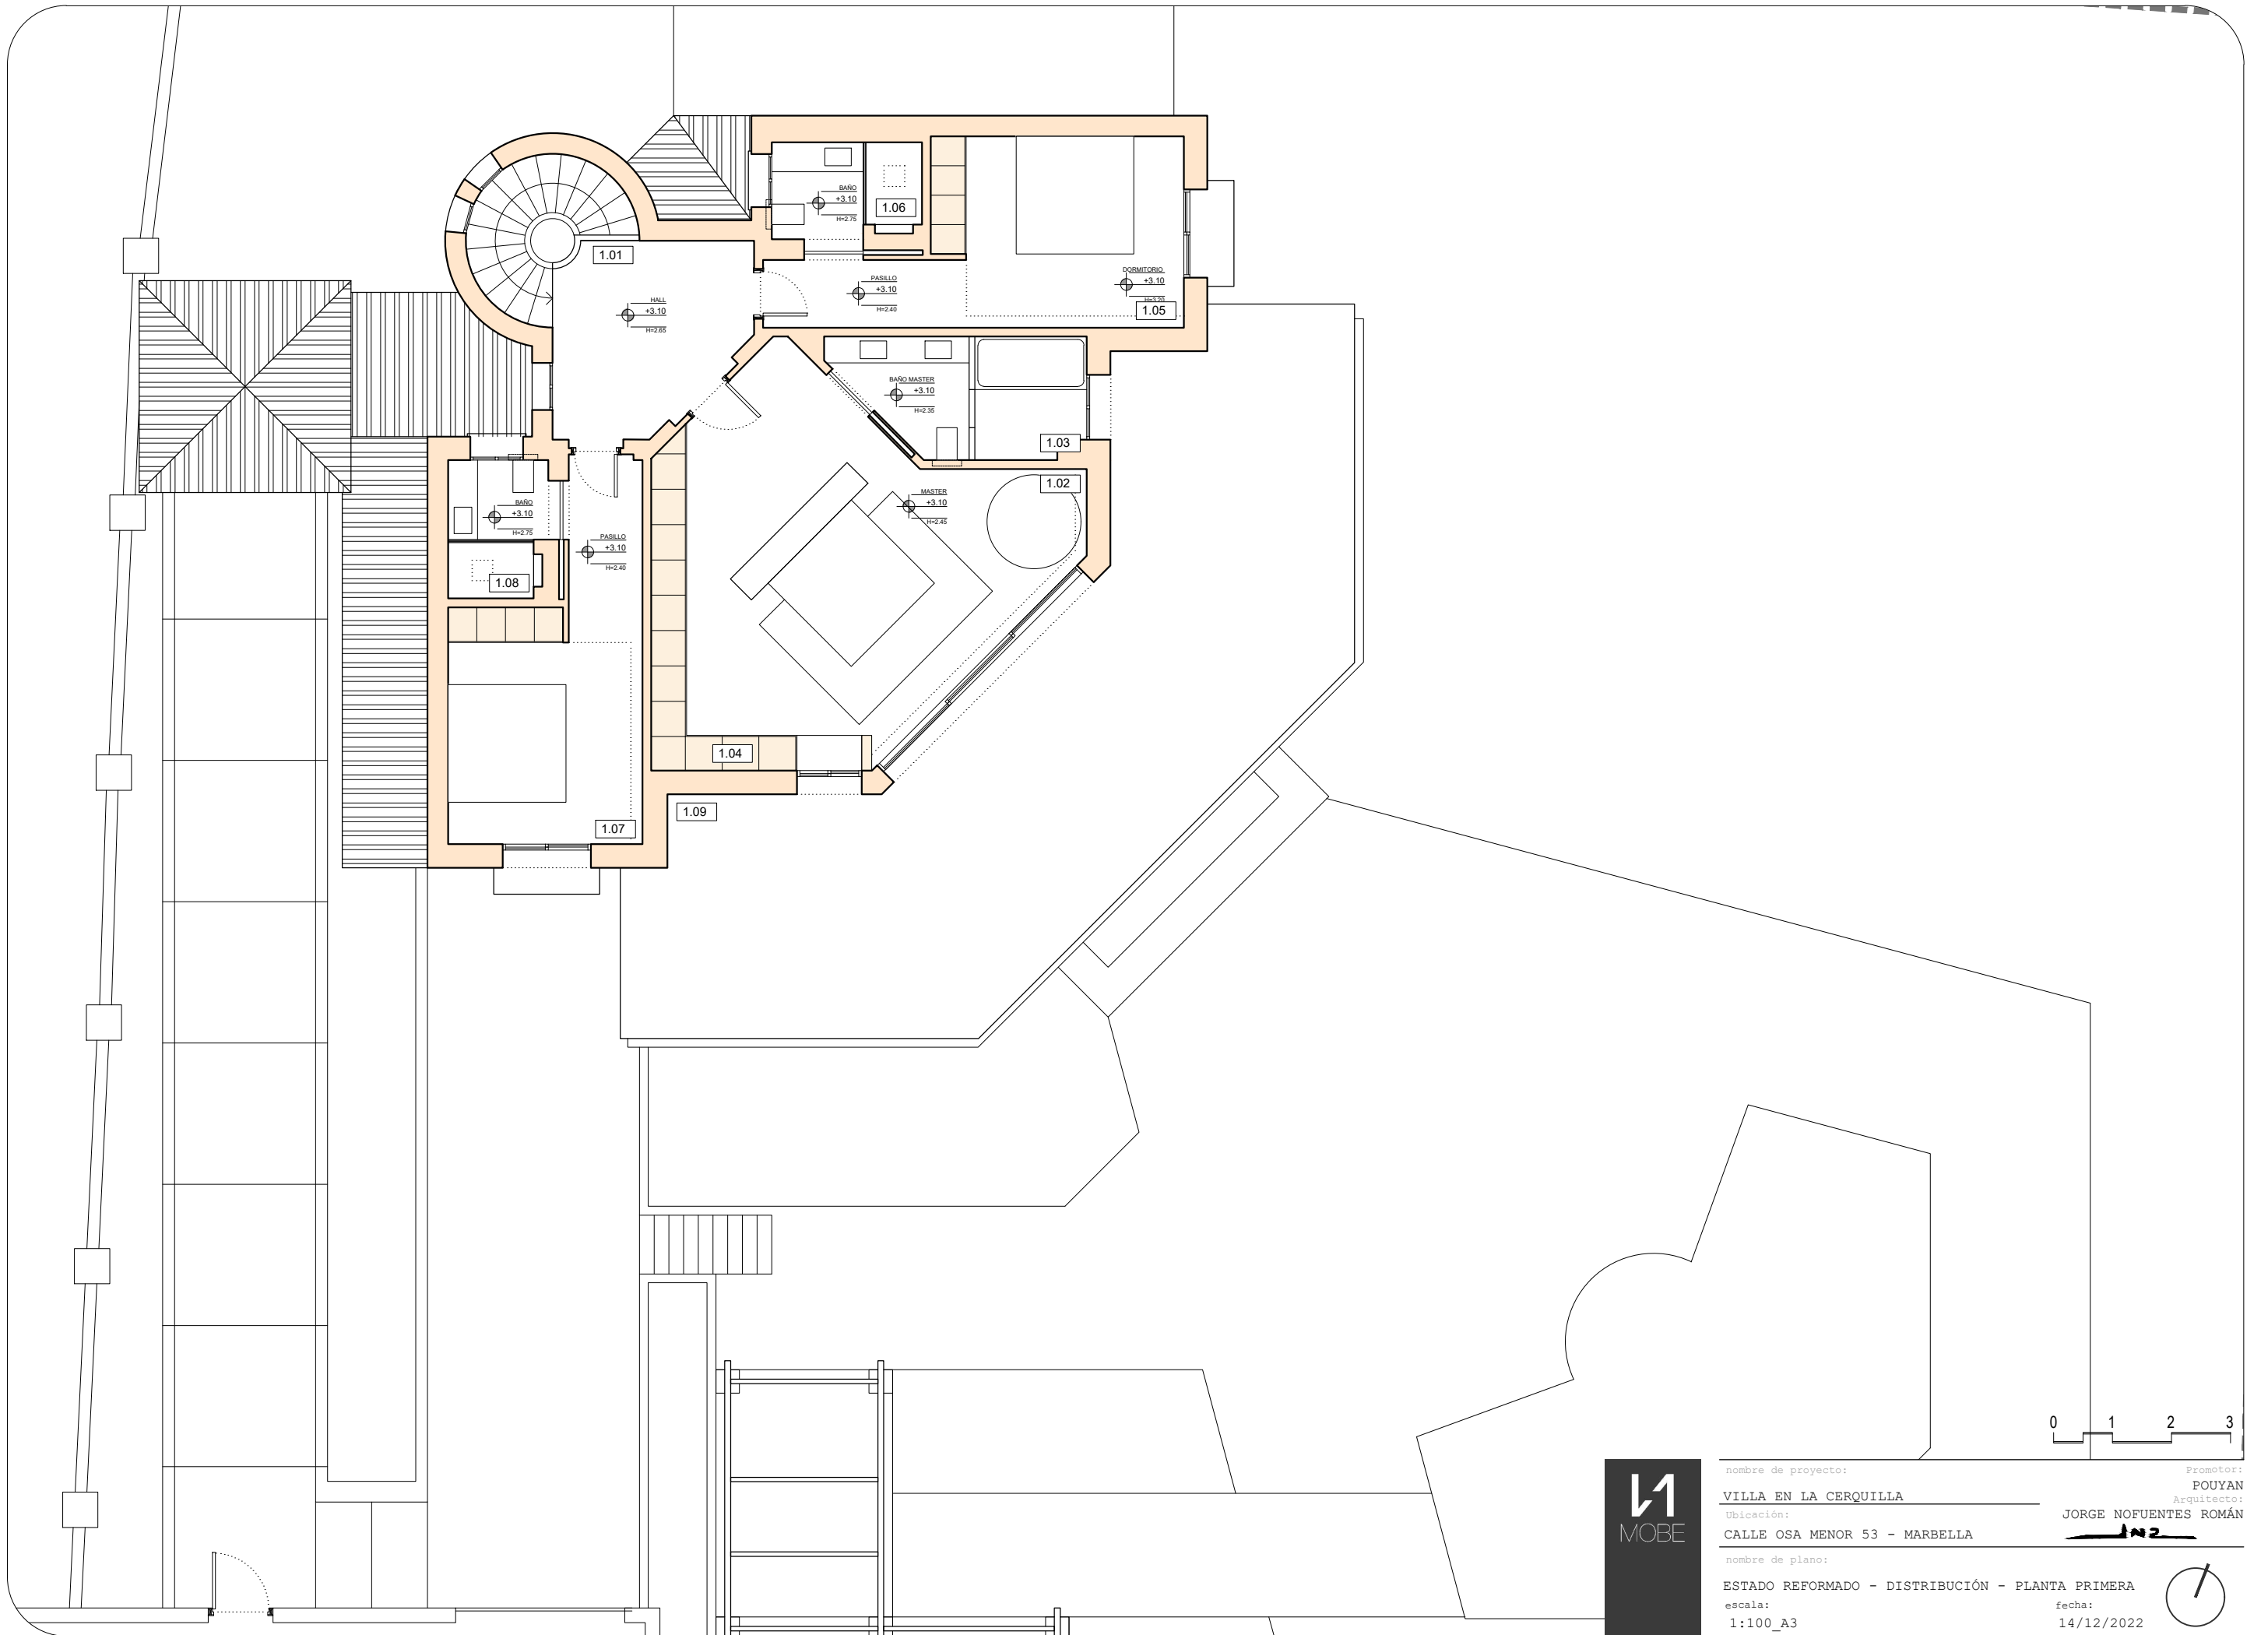 BAÑO
+3.10
H=2.75
1.06
1.01
DORMITORIO
+3.10
H=3.20
1.05
PASILLO
+3.10
H=2.40
HALL
+3.10
H=2.65
BAÑO MASTER
+3.10
H=2.35
1.03
1.02
MASTER
+3.10
H=2.45
BAÑO
+3.10
H=2.75
PASILLO
+3.10
H=2.40
1.08
1.04
1.09
1.07
0 1 2 3
MOBE
nombre de proyecto:
VILLA EN LA CERQUILLA
Promotor:
POUYAN
Arquitecto:
JORGE NOFUENTES ROMÁN
Ubicación:
CALLE OSA MENOR 53 - MARBELLA
nombre de plano:
ESTADO REFORMADO - DISTRIBUCIÓN - PLANTA PRIMERA
escala:
1:100_A3
fecha:
14/12/2022